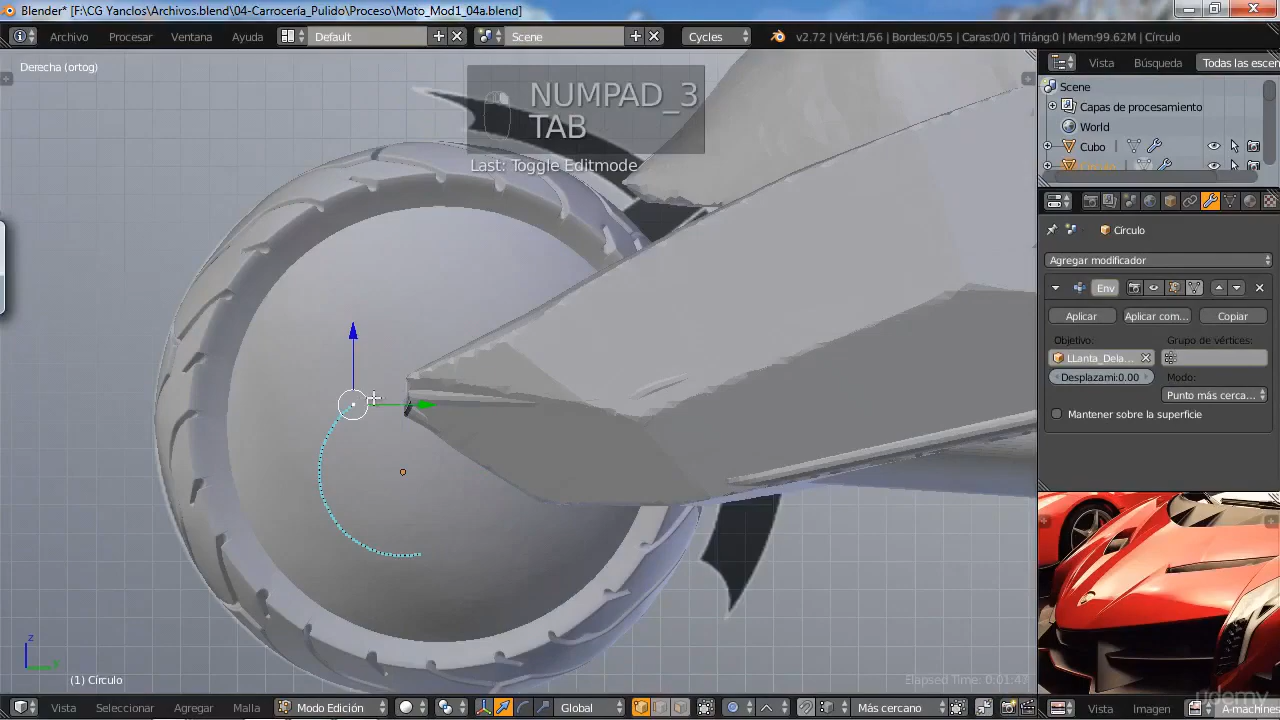 Blender* [F:\CG Yanclos\Archivos.blend\04-Carrocería_Pulido\Proceso\Moto_Mod1_04a.blend]
Archivo Procesar Ventana Ayuda Default Scene Cycles v2.72 | Vért:1/56 | Bordes:0/55 | Caras:0/0 | Triáng:0 | Mem:99.62M | Círculo
Derecha (ortog)
Vista Búsqueda Todas las escen
Scene
Capas de procesamiento
World
Cubo
NUMPAD_3
TAB
Last: Toggle Editmode
Círculo
Agregar modificador
Env
Aplicar Aplicar com... Copiar
Objetivo: Grupo de vértices:
LLanta_Dela...
Desplazami:0.00 Modo:
Punto más cerca...
Mantener sobre la superficie
z
(1) Círculo
Elapsed Time: 0:01:47
udemy
Vista Seleccionar Agregar Malla Modo Edición Global Más cercano Vista Imagen A-machines